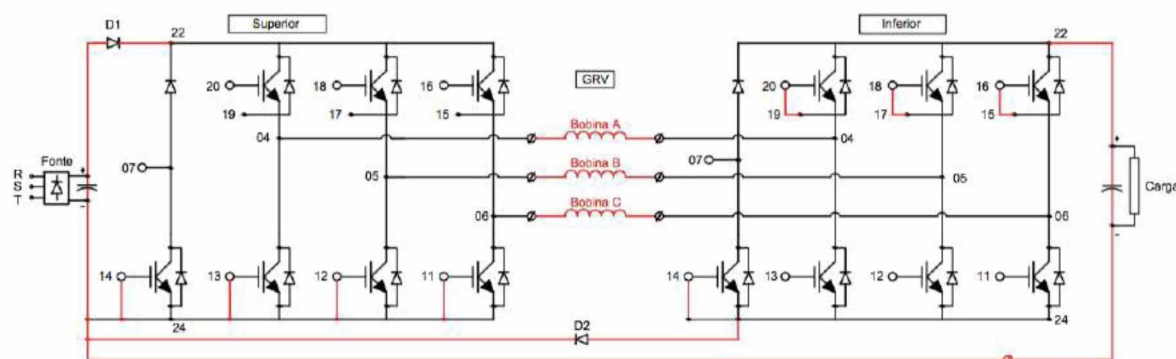 D1
Superior
22
Inferior
22
20
18
16
GRV
20
18
16
19
17
15
19
17
15
Bobina A
04
04
Fonte
07
Bobina B
07
R
S
T
05
05
Carga
Bobina C
06
06
14
13
12
11
14
13
12
11
24
D2
24